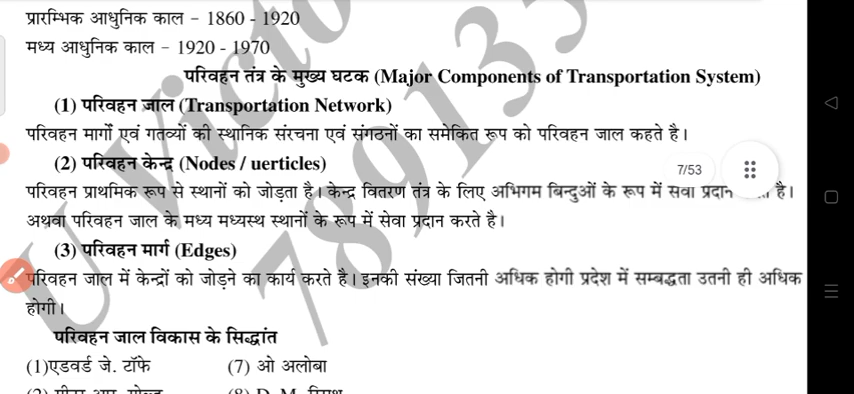 प्रारम्भिक आधुनिक काल - 1860 - 1920
मध्य आधुनिक काल - 1920 - 1970
परिवहन तंत्र के मुख्य घटक (Major Components of Transportation System)
(1) परिवहन जाल (Transportation Network)
परिवहन मार्गों एवं गतव्यों की स्थानिक संरचना एवं संगठनों का समेकित रूप को परिवहन जाल कहते है।
(2) परिवहन केन्द्र (Nodes / uerticles)
7/53
परिवहन प्राथमिक रूप से स्थानों को जोड़ता है। केन्द्र वितरण तंत्र के लिए अभिगम बिन्दुओं के रूप में सेवा प्रदान है।
अथवा परिवहन जाल के मध्य मध्यस्थ स्थानों के रूप में सेवा प्रदान करते है।
(3) परिवहन मार्ग (Edges)
परिवहन जाल में केन्द्रों को जोड़ने का कार्य करते है। इनकी संख्या जितनी अधिक होगी प्रदेश में सम्बद्धता उतनी ही अधिक
होगी।
परिवहन जाल विकास के सिद्धांत
(1)एडवर्ड जे. टॉफे (7) ओ अलोबा
U Victo
789133